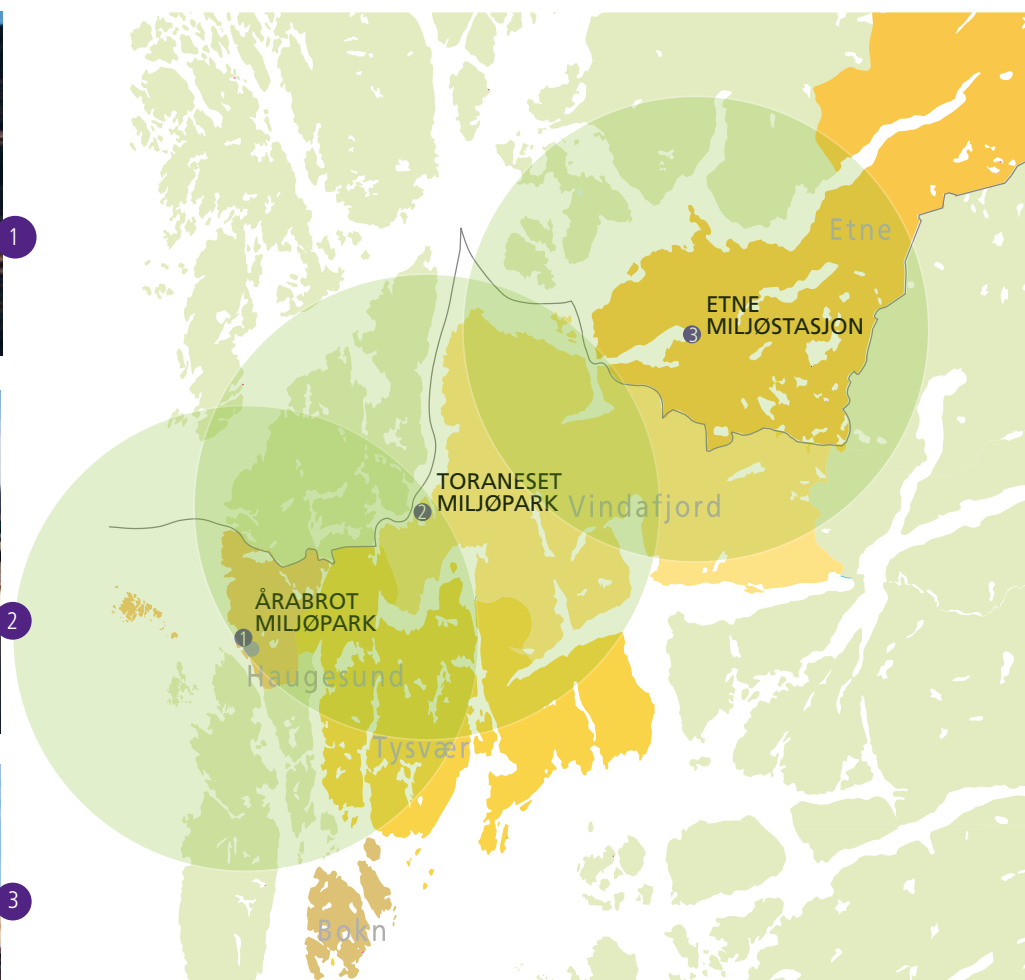 1
Etne
ETNE
MILJØSTASJON
3
TORANESET
MILJØPARK
2
Vindafjord
ÅRABROT
MILJØPARK
1
2
Haugesund
Tysvær
3
Bokn